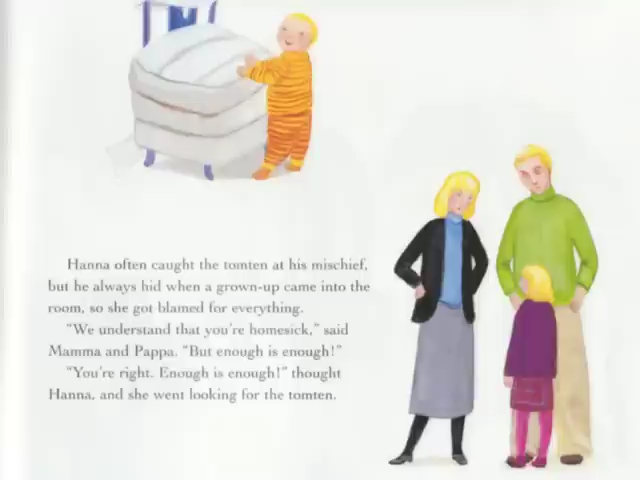 Hanna often caught the tomten at his mischief,
but he always hid when a grown-up came into the
room, so she got blamed for everything.
"We understand that you're homesick," said
Mamma and Pappa. "But enough is enough!"
"You're right. Enough is enough!" thought
Hanna, and she went looking for the tomten.